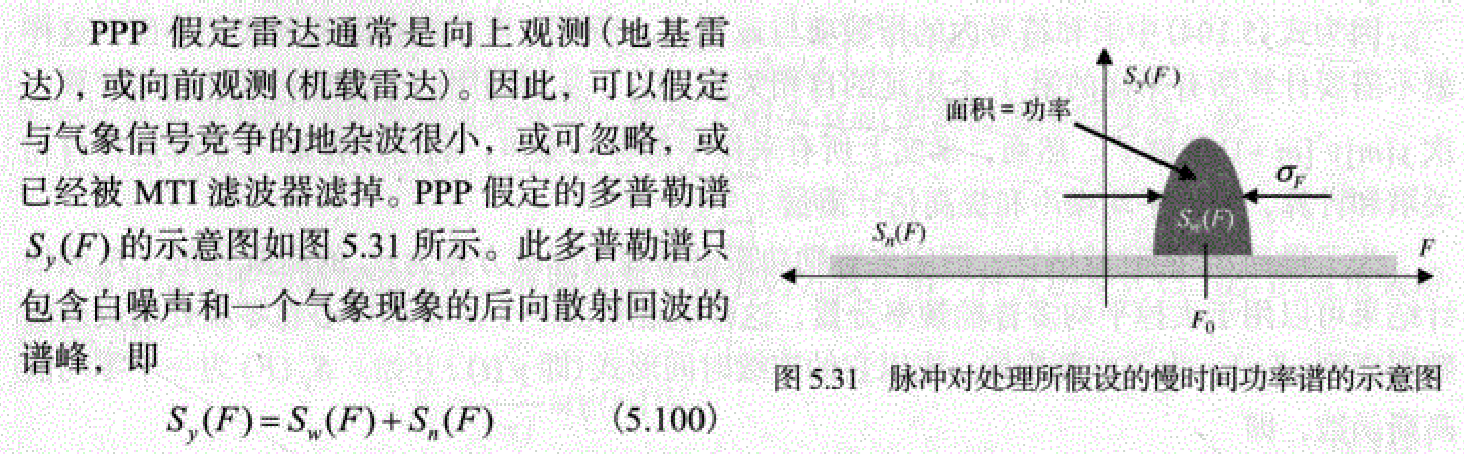 PPP 假定雷达通常是向上观测(地基雷
达)，或向前观测(机载雷达)。因此，可以假定
与气象信号竞争的地杂波很小，或可忽略，或
已经被 MTI 滤波器滤掉。PPP 假定的多普勒谱
S_y(F) 的示意图如图 5.31 所示。此多普勒谱只
包含白噪声和一个气象现象的后向散射回波的
谱峰，即
S_y(F) = S_w(F) + S_n(F) (5.100)
S_y(F)
面积 = 功率
σ_F
S_w(F)
S_n(F)
F
F_0
图 5.31 脉冲对处理所假设的慢时间功率谱的示意图